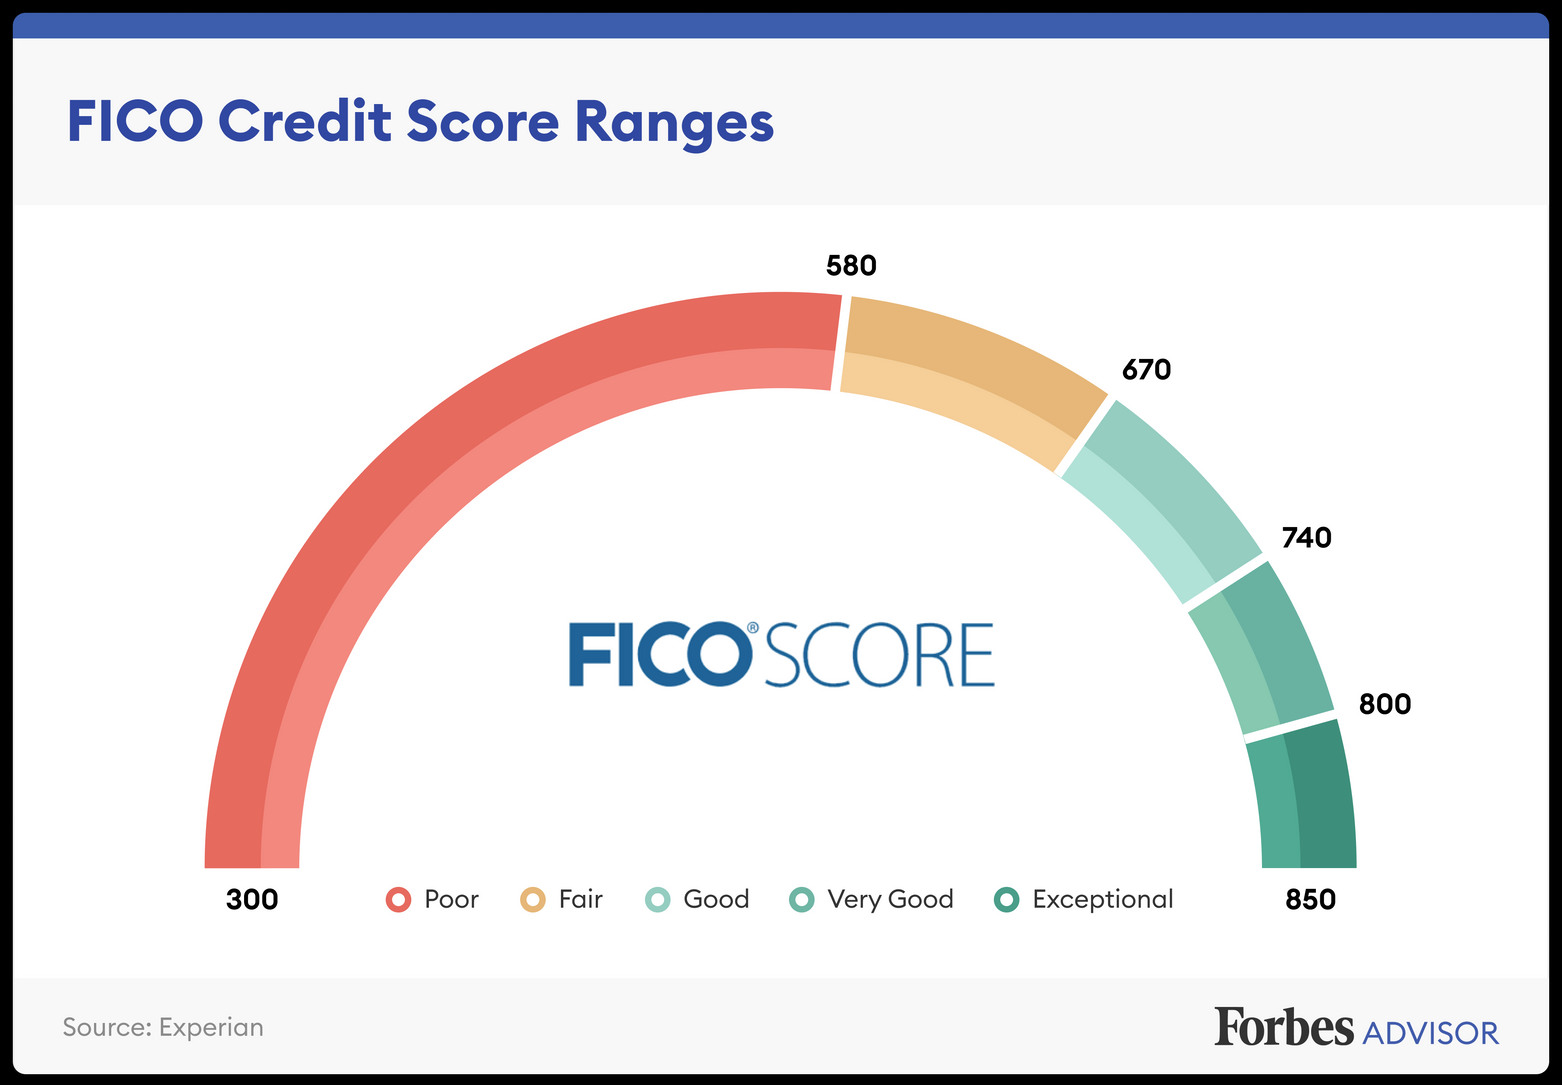 FICO Credit Score Ranges
580
670
740
800
FICO® SCORE
300
850
Poor
Fair
Good
Very Good
Exceptional
Source: Experian
Forbes ADVISOR